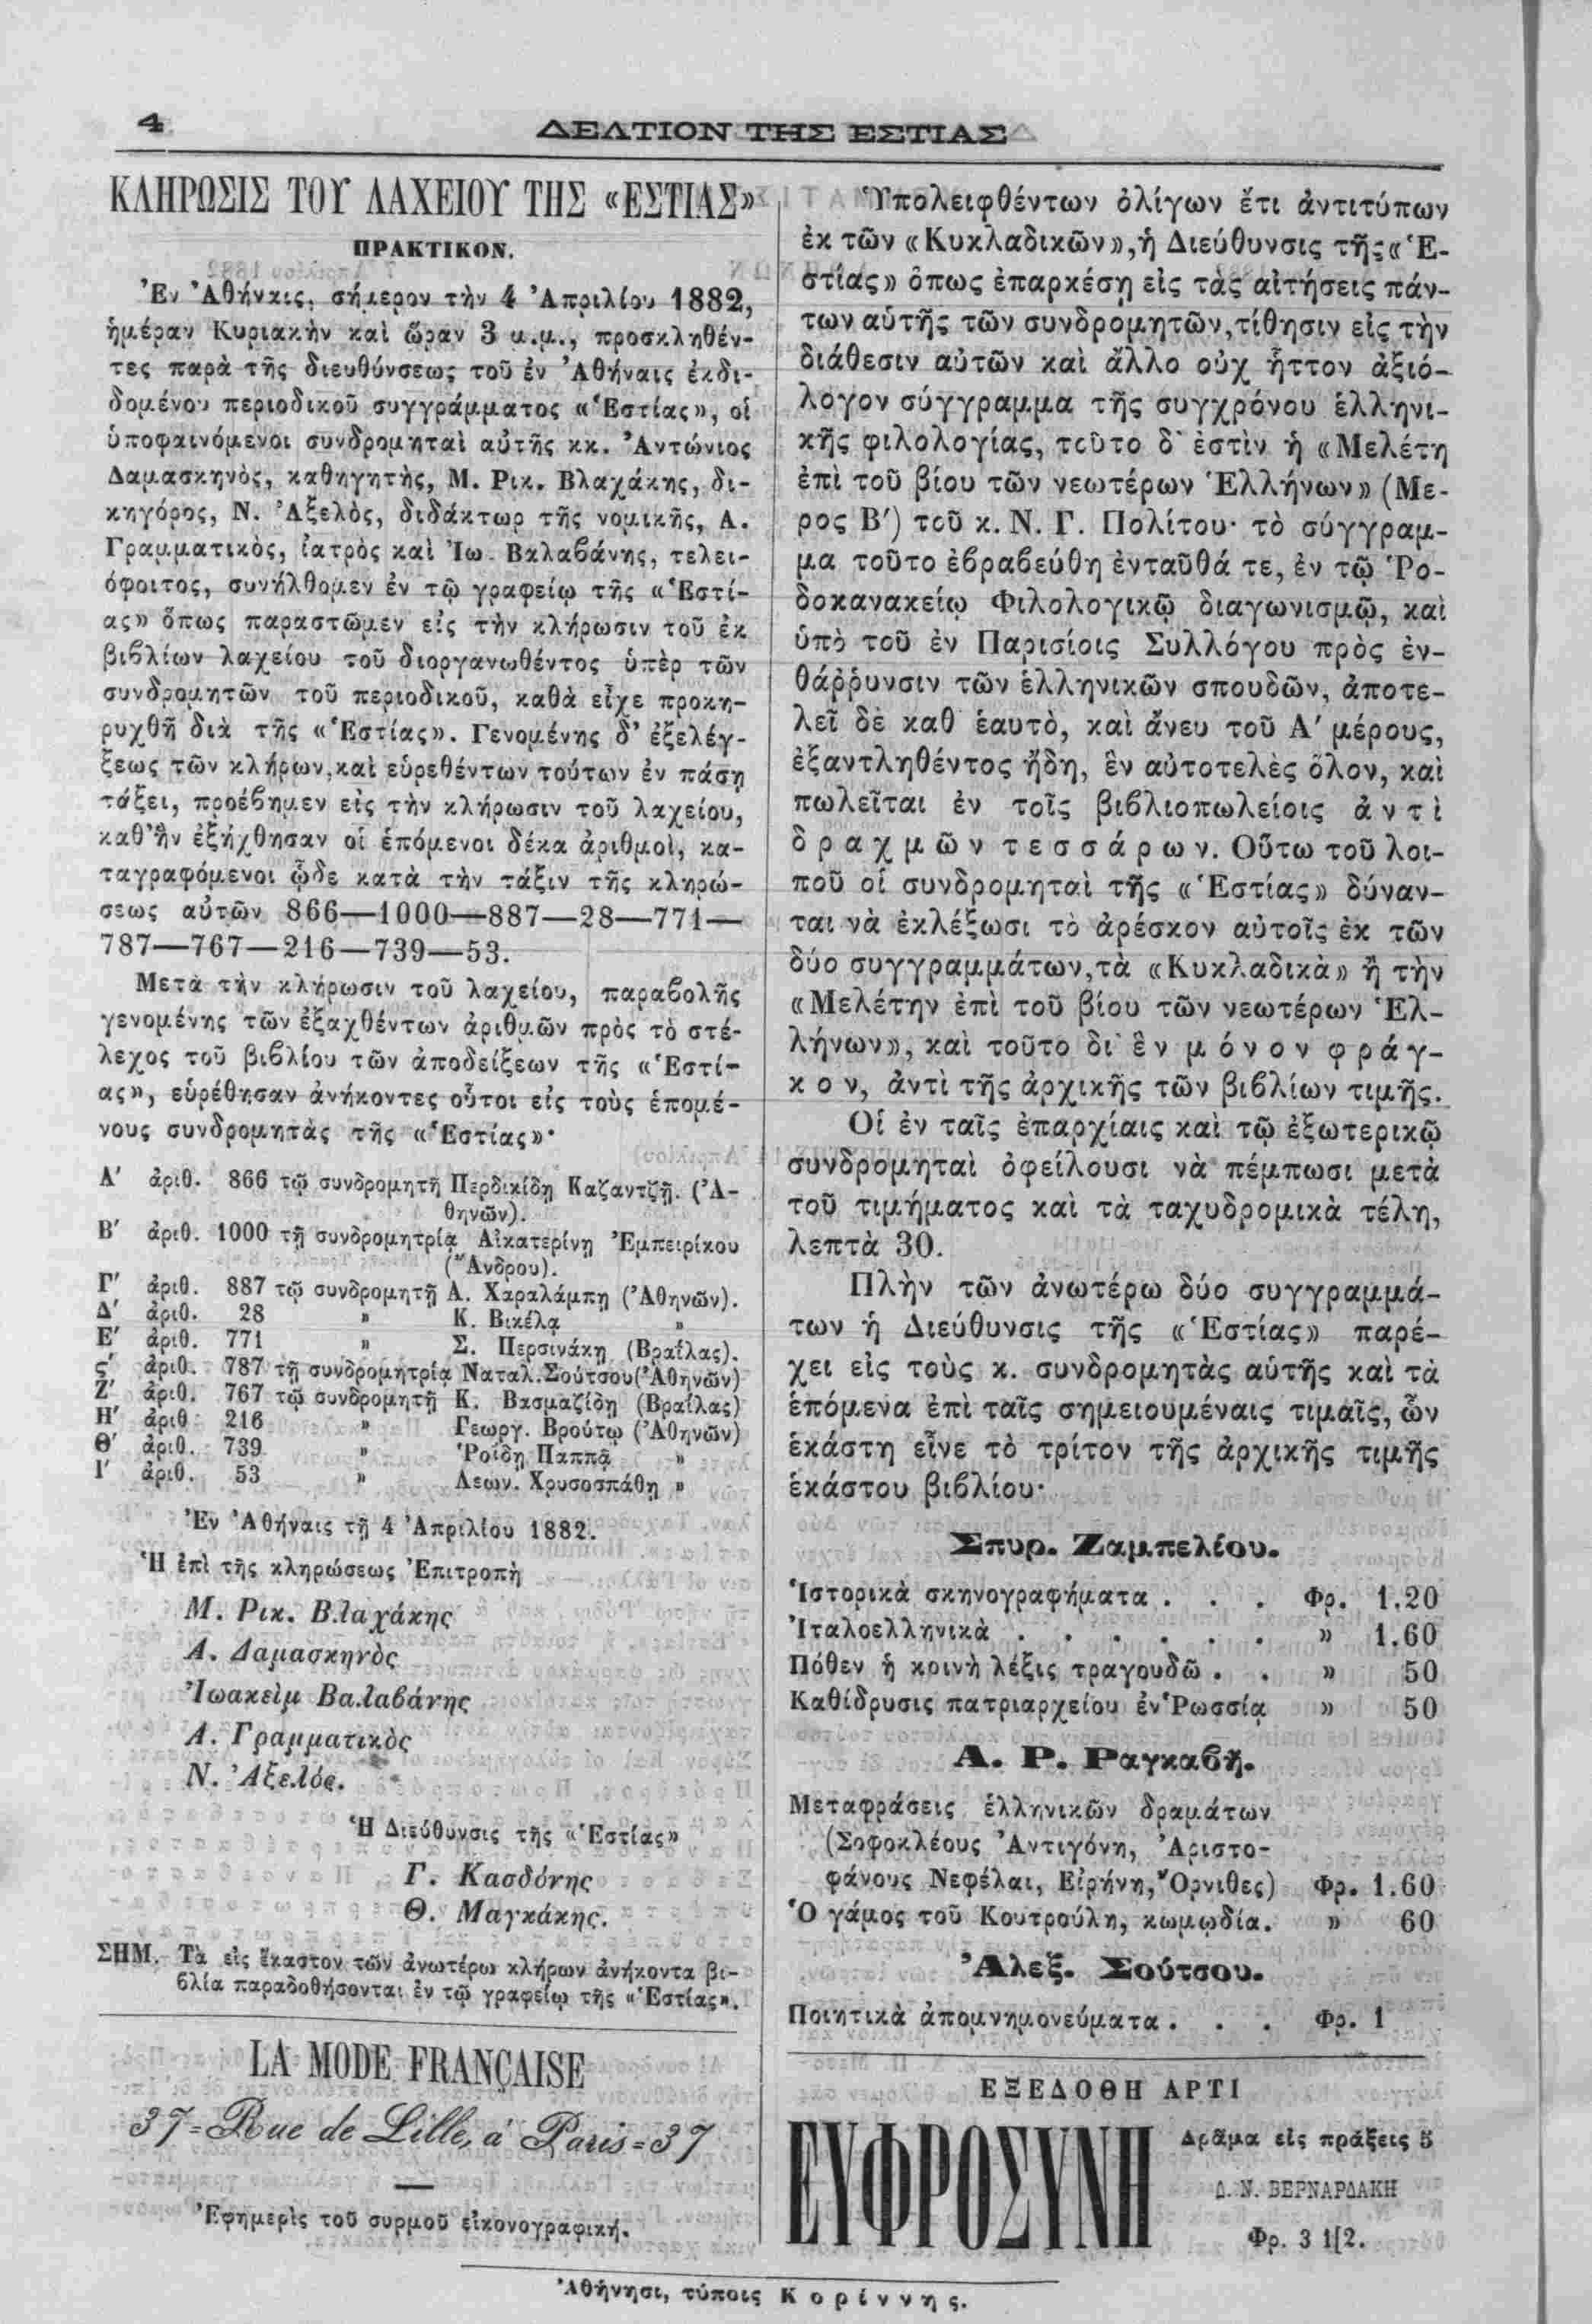 4
ΔΕΛΤΙΟΝ ΤΗΣ ΕΣΤΙΑΣ
ΚΛΗΡΩΣΙΣ ΤΟΥ ΛΑΧΕΙΟΥ ΤΗΣ «ΕΣΤΙΑΣ»
ΠΡΑΚΤΙΚΟΝ.
Ἐν Ἀθήναις, σήμερον τὴν 4 Ἀπριλίου 1882,
ἡμέραν Κυριακὴν καὶ ὥραν 3 μ.μ., προσκληθέν-
τες παρὰ τῆς διευθύνσεως τοῦ ἐν Ἀθήναις ἐκδι-
δομένου περιοδικοῦ συγγράμματος «Ἑστίας», οἱ
ὑποφαινόμενοι συνδρομηταὶ αὐτῆς κκ. Ἀντώνιος
Δαμασκηνὸς, καθηγητὴς, Μ. Ρικ. Βλαχάκης, δι-
κηγόρος, Ν. Ἀξελὸς, διδάκτωρ τῆς νομικῆς, Α.
Γραμματικὸς, ἰατρὸς καὶ Ἰω. Βαλαβάνης, τελει-
όφοιτος, συνήλθομεν ἐν τῷ γραφείῳ τῆς «Ἑστί-
ας» ὅπως παραστῶμεν εἰς τὴν κλήρωσιν τοῦ ἐκ
βιβλίων λαχείου τοῦ διοργανωθέντος ὑπὲρ τῶν
συνδρομητῶν τοῦ περιοδικοῦ, καθὰ εἶχε προκη-
ρυχθῆ διὰ τῆς «Ἑστίας». Γενομένης δ' ἐξελέγ-
ξεως τῶν κλήρων, καὶ εὑρεθέντων τούτων ἐν πάσῃ
τάξει, προέβημεν εἰς τὴν κλήρωσιν τοῦ λαχείου,
καθ' ἣν ἐξήχθησαν οἱ ἑπόμενοι δέκα ἀριθμοὶ, κα-
ταγραφόμενοι ᾧδε κατὰ τὴν τάξιν τῆς κληρώ-
σεως αὐτῶν 866—1000—887—28—771—
787—767—216—739—53.
Μετὰ τὴν κλήρωσιν τοῦ λαχείου, παραβολῆς
γενομένης τῶν ἐξαχθέντων ἀριθμῶν πρὸς τὸ στέ-
λεχος τοῦ βιβλίου τῶν ἀποδείξεων τῆς «Ἑστί-
ας», εὑρέθησαν ἀνήκοντες οὗτοι εἰς τοὺς ἑπομέ-
νους συνδρομητὰς τῆς «Ἑστίας»·
Α' ἀριθ. 866 τῷ συνδρομητῇ Περδικίδῃ Καζαντζῆ. (Ἀ-
θηνῶν).
Β' ἀριθ. 1000 τῇ συνδρομητρίᾳ Αἰκατερίνῃ Ἐμπειρίκου
(Ἄνδρου).
Γ' ἀριθ. 887 τῷ συνδρομητῇ Α. Χαραλάμπῃ (Ἀθηνῶν).
Δ' ἀριθ. 28 » Κ. Βικέλᾳ »
Ε' ἀριθ. 771 » Σ. Περσινάκῃ (Βραΐλας).
ς' ἀριθ. 787 τῇ συνδρομητρίᾳ Ναταλ. Σούτσου (Ἀθηνῶν)
Ζ' ἀριθ. 767 τῷ συνδρομητῇ Κ. Βασμαζίδῃ (Βραΐλας)
Η' ἀριθ. 216 » Γεωργ. Βρούτῳ (Ἀθηνῶν)
Θ' ἀριθ. 739 » Ῥοΐδῃ Παππᾷ »
Ι' ἀριθ. 53 » Λεων. Χρυσοσπάθῃ »
Ἐν Ἀθήναις τῇ 4 Ἀπριλίου 1882.
Ἡ ἐπὶ τῆς κληρώσεως Ἐπιτροπὴ
Μ. Ρικ. Βλαχάκης
Α. Δαμασκηνὸς
Ἰωακεὶμ Βαλαβάνης
Α. Γραμματικὸς
Ν. Ἀξελός.
Ἡ Διεύθυνσις τῆς «Ἑστίας»
Γ. Κασδόνης
Θ. Μαγκάκης.
ΣΗΜ. Τὰ εἰς ἕκαστον τῶν ἀνωτέρω κλήρων ἀνήκοντα βι-
βλία παραδοθήσονται ἐν τῷ γραφείῳ τῆς «Ἑστίας».
LA MODE FRANÇAISE
37=Rue de Lille, à Paris=37
Ἐφημερὶς τοῦ συρμοῦ εἰκονογραφική.
Ὑπολειφθέντων ὀλίγων ἔτι ἀντιτύπων
ἐκ τῶν «Κυκλαδικῶν», ἡ Διεύθυνσις τῆς «Ἑ-
στίας» ὅπως ἐπαρκέσῃ εἰς τὰς αἰτήσεις πάν-
των αὑτῆς τῶν συνδρομητῶν, τίθησιν εἰς τὴν
διάθεσιν αὐτῶν καὶ ἄλλο οὐχ ἧττον ἀξιό-
λογον σύγγραμμα τῆς συγχρόνου ἑλληνι-
κῆς φιλολογίας, τοῦτο δ' ἐστὶν ἡ «Μελέτη
ἐπὶ τοῦ βίου τῶν νεωτέρων Ἑλλήνων» (Με-
ρος Β') τοῦ κ. Ν. Γ. Πολίτου· τὸ σύγγραμ-
μα τοῦτο ἐβραβεύθη ἐνταῦθά τε, ἐν τῷ Ῥο-
δοκανακείῳ Φιλολογικῷ διαγωνισμῷ, καὶ
ὑπὸ τοῦ ἐν Παρισίοις Συλλόγου πρὸς ἐν-
θάῤῥυνσιν τῶν ἑλληνικῶν σπουδῶν, ἀποτε-
λεῖ δὲ καθ' ἑαυτὸ, καὶ ἄνευ τοῦ Α' μέρους,
ἐξαντληθέντος ἤδη, ἓν αὐτοτελὲς ὅλον, καὶ
πωλεῖται ἐν τοῖς βιβλιοπωλείοις ἀντὶ
δραχμῶν τεσσάρων. Οὕτω τοῦ λοι-
ποῦ οἱ συνδρομηταὶ τῆς «Ἑστίας» δύναν-
ται νὰ ἐκλέξωσι τὸ ἀρέσκον αὐτοῖς ἐκ τῶν
δύο συγγραμμάτων, τὰ «Κυκλαδικὰ» ἢ τὴν
«Μελέτην ἐπὶ τοῦ βίου τῶν νεωτέρων Ἑλ-
λήνων», καὶ τοῦτο δι' ἓν μόνον φράγ-
κον, ἀντὶ τῆς ἀρχικῆς τῶν βιβλίων τιμῆς.
Οἱ ἐν ταῖς ἐπαρχίαις καὶ τῷ ἐξωτερικῷ
συνδρομηταὶ ὀφείλουσι νὰ πέμπωσι μετὰ
τοῦ τιμήματος καὶ τὰ ταχυδρομικὰ τέλη,
λεπτὰ 30.
Πλὴν τῶν ἀνωτέρω δύο συγγραμμά-
των ἡ Διεύθυνσις τῆς «Ἑστίας» παρέ-
χει εἰς τοὺς κ. συνδρομητὰς αὑτῆς καὶ τὰ
ἑπόμενα ἐπὶ ταῖς σημειουμέναις τιμαῖς, ὧν
ἑκάστη εἶνε τὸ τρίτον τῆς ἀρχικῆς τιμῆς
ἑκάστου βιβλίου·
Σπυρ. Ζαμπελίου.
Ἱστορικὰ σκηνογραφήματα . . . Φρ. 1.20
Ἰταλοελληνικὰ . . . . . . » 1.60
Πόθεν ἡ κοινὴ λέξις τραγουδῶ . . » 50
Καθίδρυσις πατριαρχείου ἐν Ῥωσσίᾳ » 50
Α. Ρ. Ραγκαβῆ.
Μεταφράσεις ἑλληνικῶν δραμάτων
(Σοφοκλέους Ἀντιγόνη, Ἀριστο-
φάνους Νεφέλαι, Εἰρήνη, Ὄρνιθες) Φρ. 1.60
Ὁ γάμος τοῦ Κουτρούλη, κωμῳδία. » 60
Ἀλεξ. Σούτσου.
Ποιητικὰ ἀπομνημονεύματα . . . Φρ. 1
ΕΞΕΔΟΘΗ ΑΡΤΙ
ΕΥΦΡΟΣΥΝΗ
Δρᾶμα εἰς πράξεις 5
Δ. Ν. ΒΕΡΝΑΡΔΑΚΗ
Φρ. 3 1[2.
Ἀθήνησι, τύποις Κορίννης.